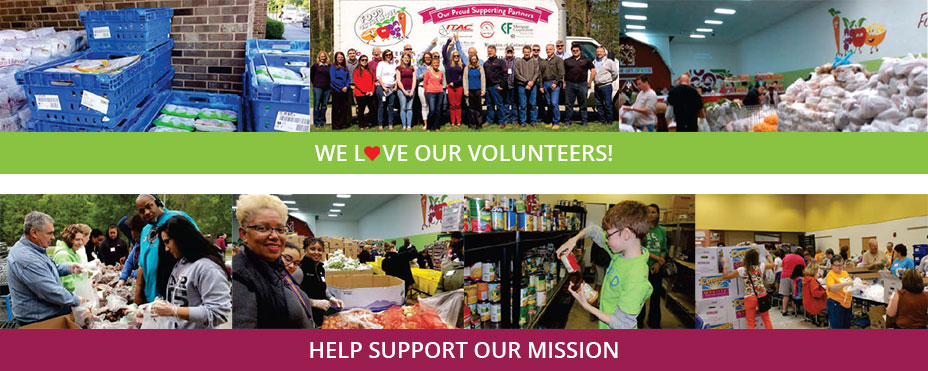 Our Proud Supporting Partners
WE L❤VE OUR VOLUNTEERS!
HELP SUPPORT OUR MISSION